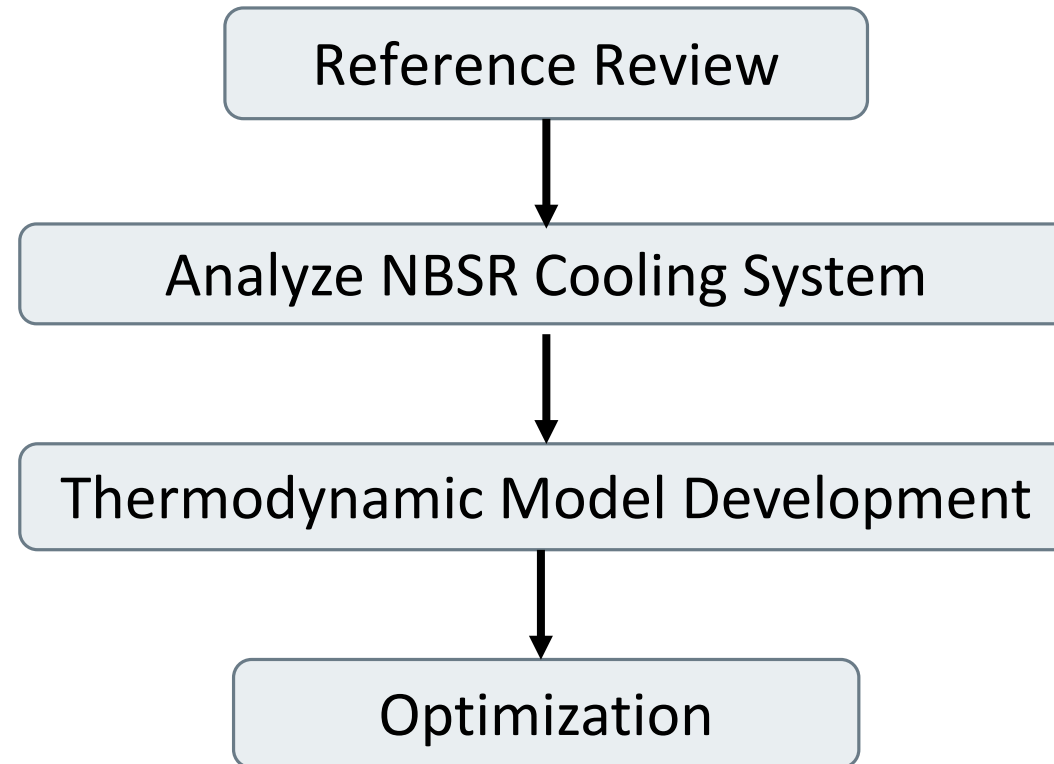 Reference Review
Analyze NBSR Cooling System
Thermodynamic Model Development
Optimization